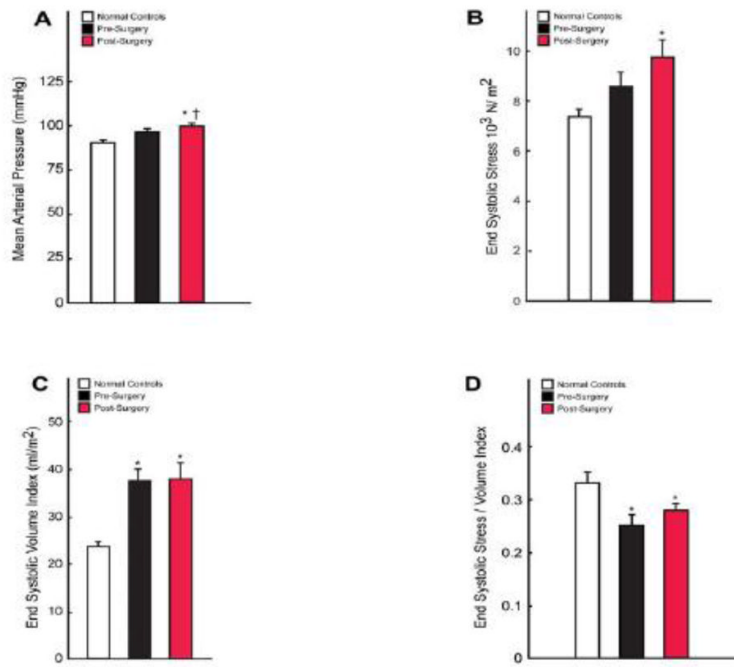 A
Normal Controls
Pre-Surgery
Post-Surgery
Mean Arterial Pressure (mmHg)
125
100
75
50
25
0
* †
B
Normal Controls
Pre-Surgery
Post-Surgery
End Systolic Stress 10³ N/ m²
10
8
6
4
2
0
*
C
Normal Controls
Pre-Surgery
Post-Surgery
End Systolic Volume Index (ml/m²)
50
40
30
20
10
0
*
*
D
Normal Controls
Pre-Surgery
Post-Surgery
End Systolic Stress / Volume Index
0.4
0.3
0.2
0.1
0
*
*